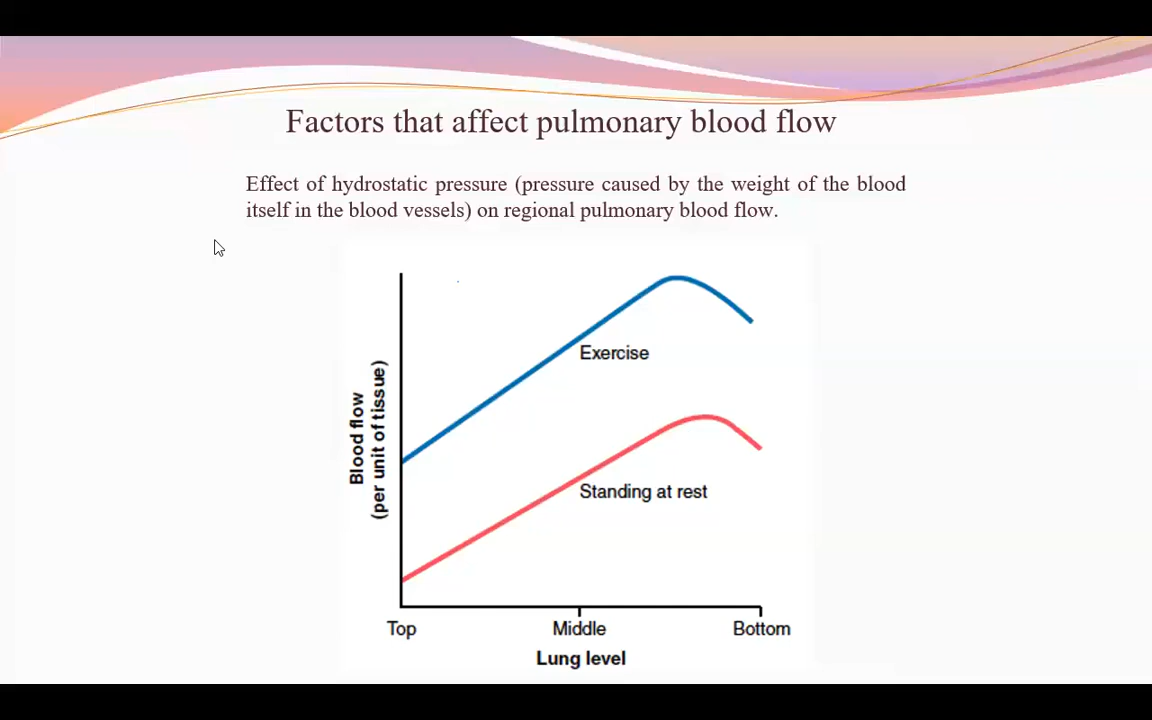 Factors that affect pulmonary blood flow
Effect of hydrostatic pressure (pressure caused by the weight of the blood
itself in the blood vessels) on regional pulmonary blood flow.
Exercise
Blood flow
(per unit of tissue)
Standing at rest
Top
Middle
Bottom
Lung level